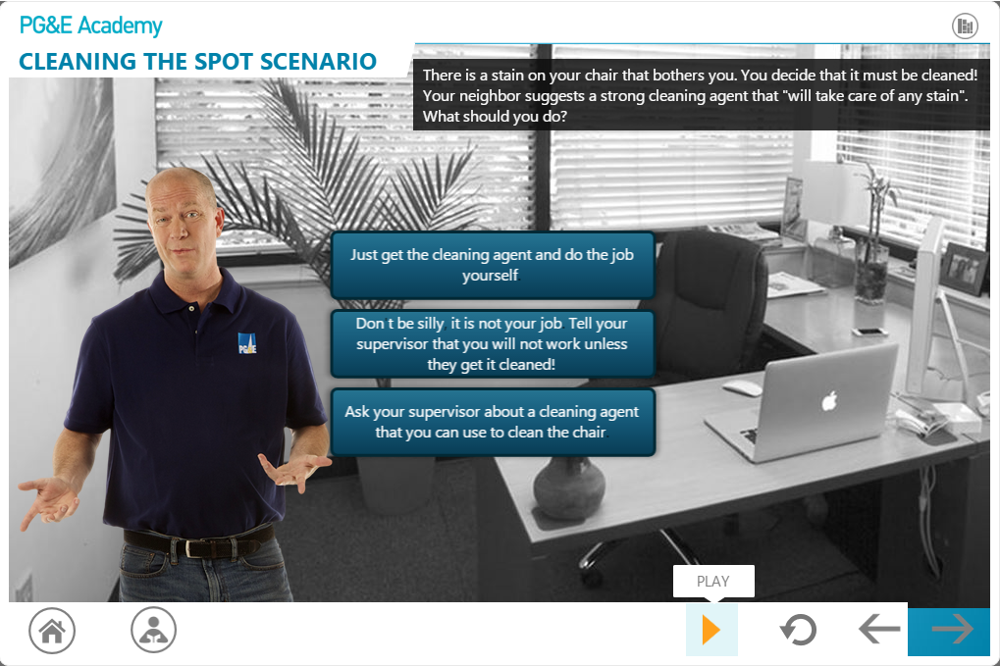 PG&E Academy
CLEANING THE SPOT SCENARIO
There is a stain on your chair that bothers you. You decide that it must be cleaned!
Your neighbor suggests a strong cleaning agent that "will take care of any stain".
What should you do?
Just get the cleaning agent and do the job
yourself
Don t be silly it is not your job Tell your
supervisor that you will not work unless
they get it cleaned!
Ask your supervisor about a cleaning agent
that you can use to clean the chair
PG&E
PLAY